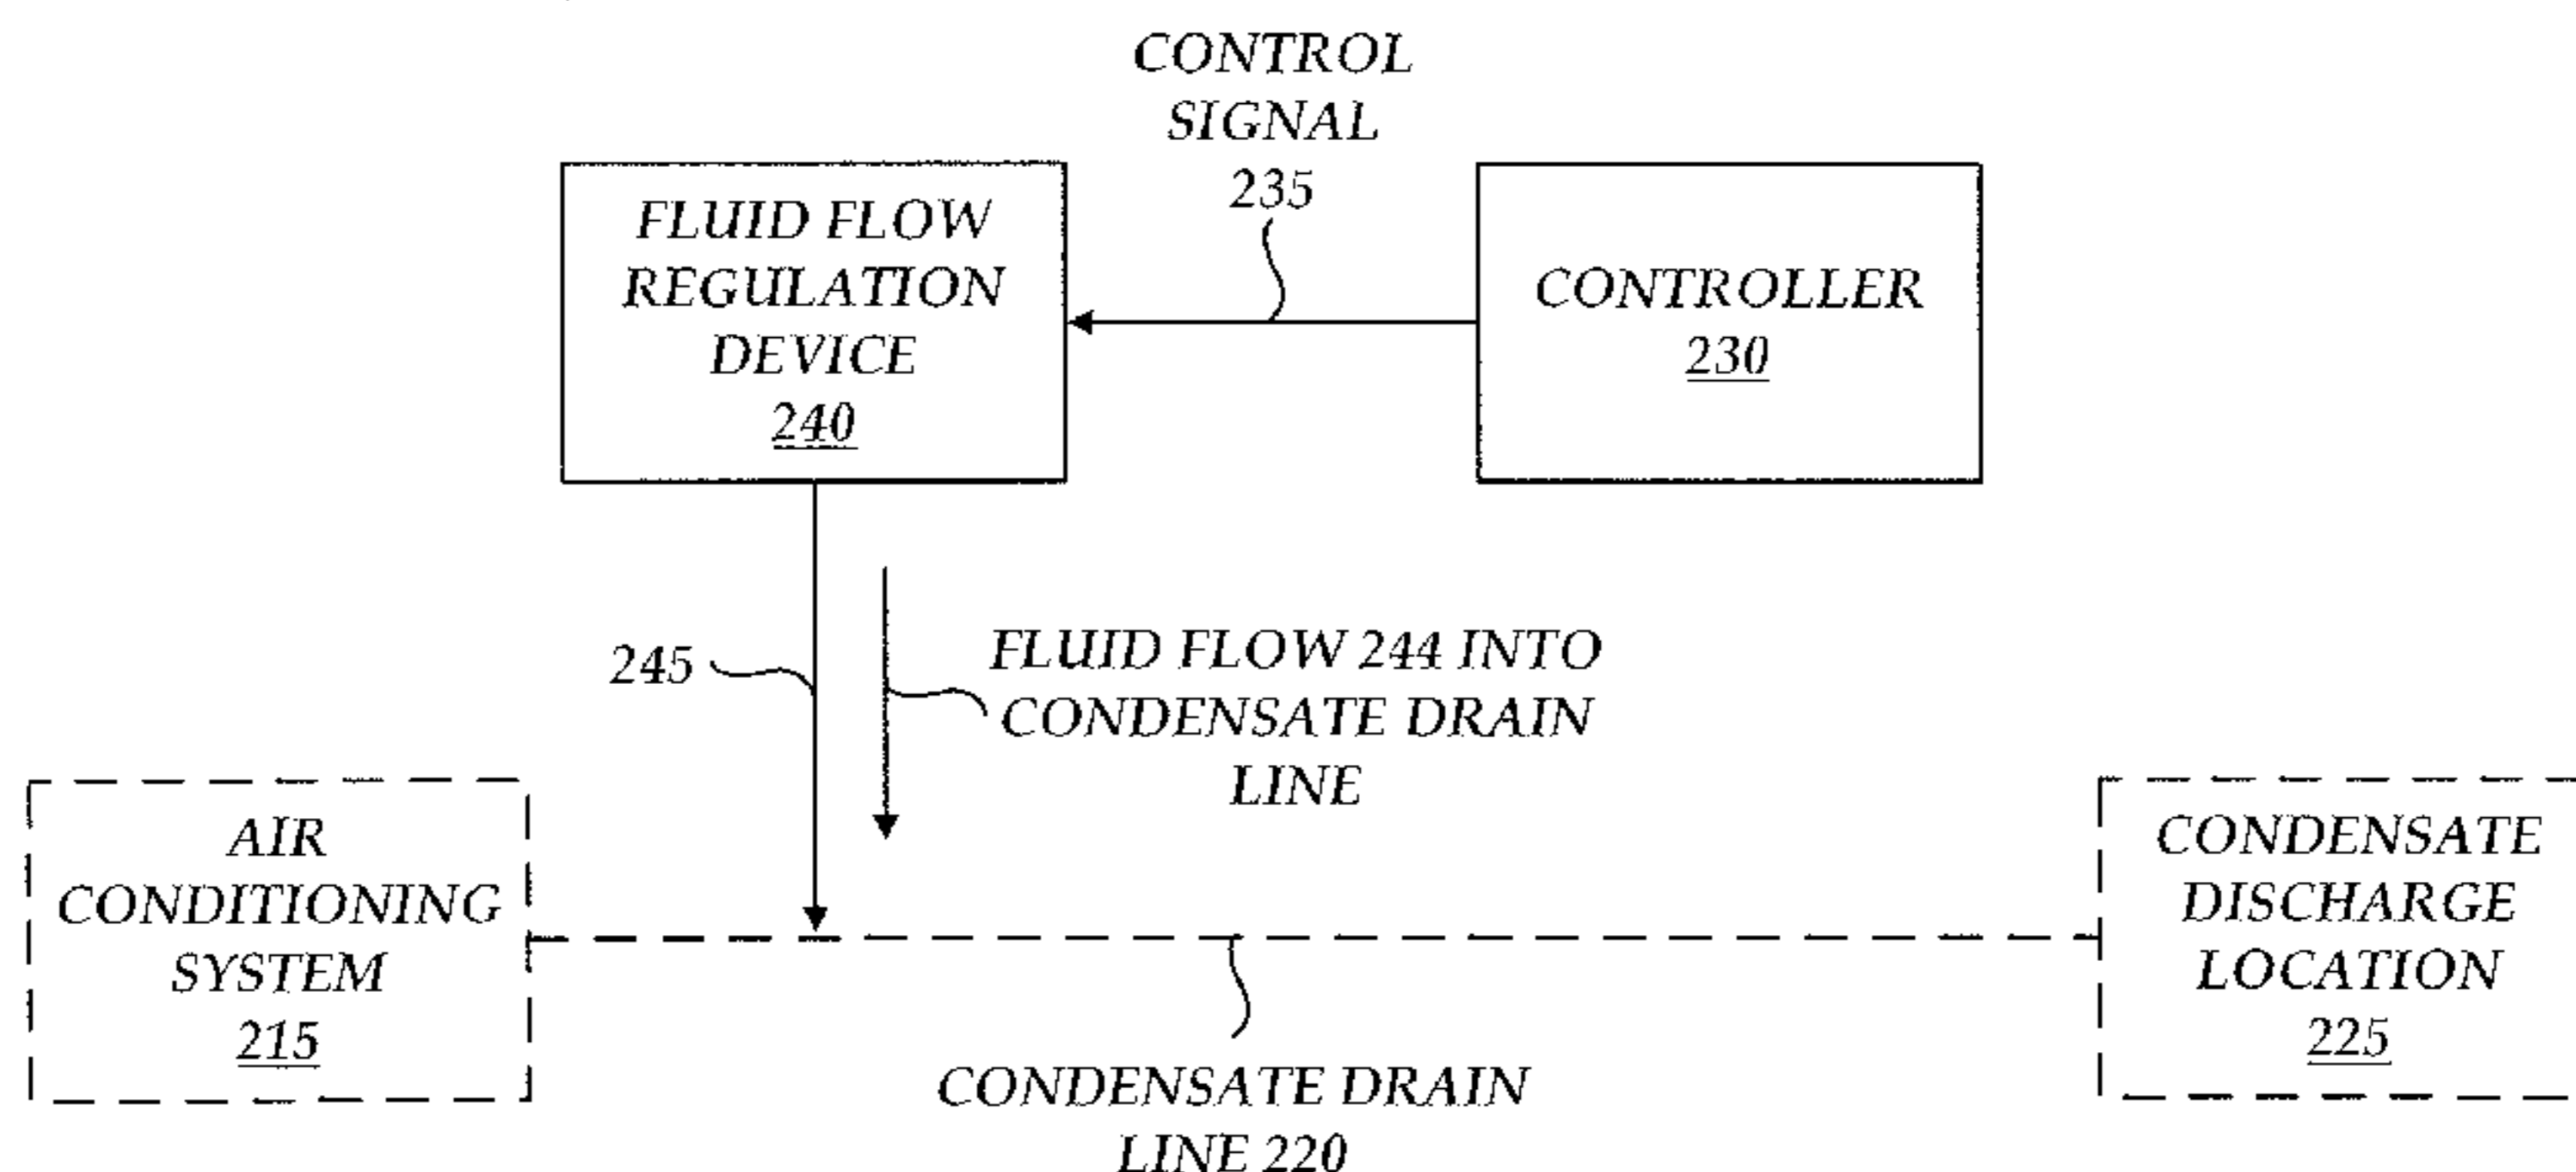 CONTROL
SIGNAL
235
FLUID FLOW
REGULATION
DEVICE
240
CONTROLLER
230
245
FLUID FLOW 244 INTO
CONDENSATE DRAIN
LINE
AIR
CONDITIONING
SYSTEM
215
CONDENSATE
DISCHARGE
LOCATION
225
CONDENSATE DRAIN
LINE 220